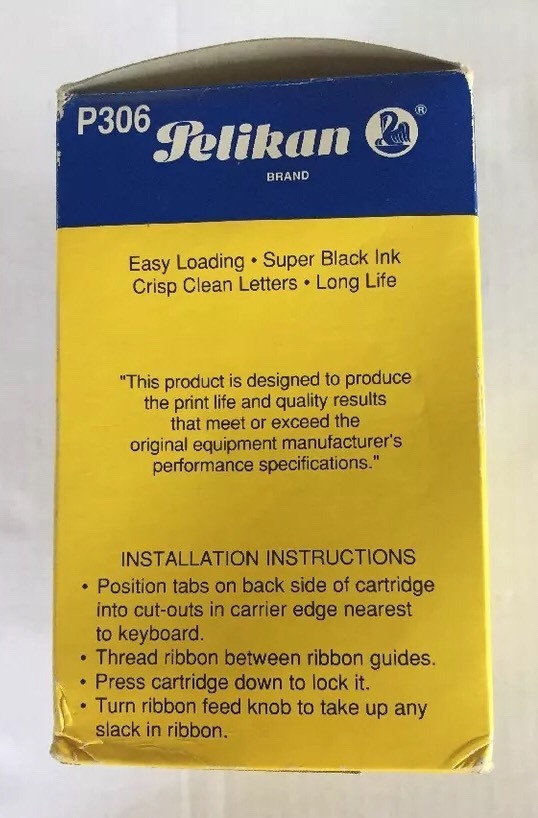 P306 Pelikan ®
BRAND
Easy Loading • Super Black Ink
Crisp Clean Letters • Long Life
"This product is designed to produce
the print life and quality results
that meet or exceed the
original equipment manufacturer's
performance specifications."
INSTALLATION INSTRUCTIONS
• Position tabs on back side of cartridge
into cut-outs in carrier edge nearest
to keyboard.
• Thread ribbon between ribbon guides.
• Press cartridge down to lock it.
• Turn ribbon feed knob to take up any
slack in ribbon.